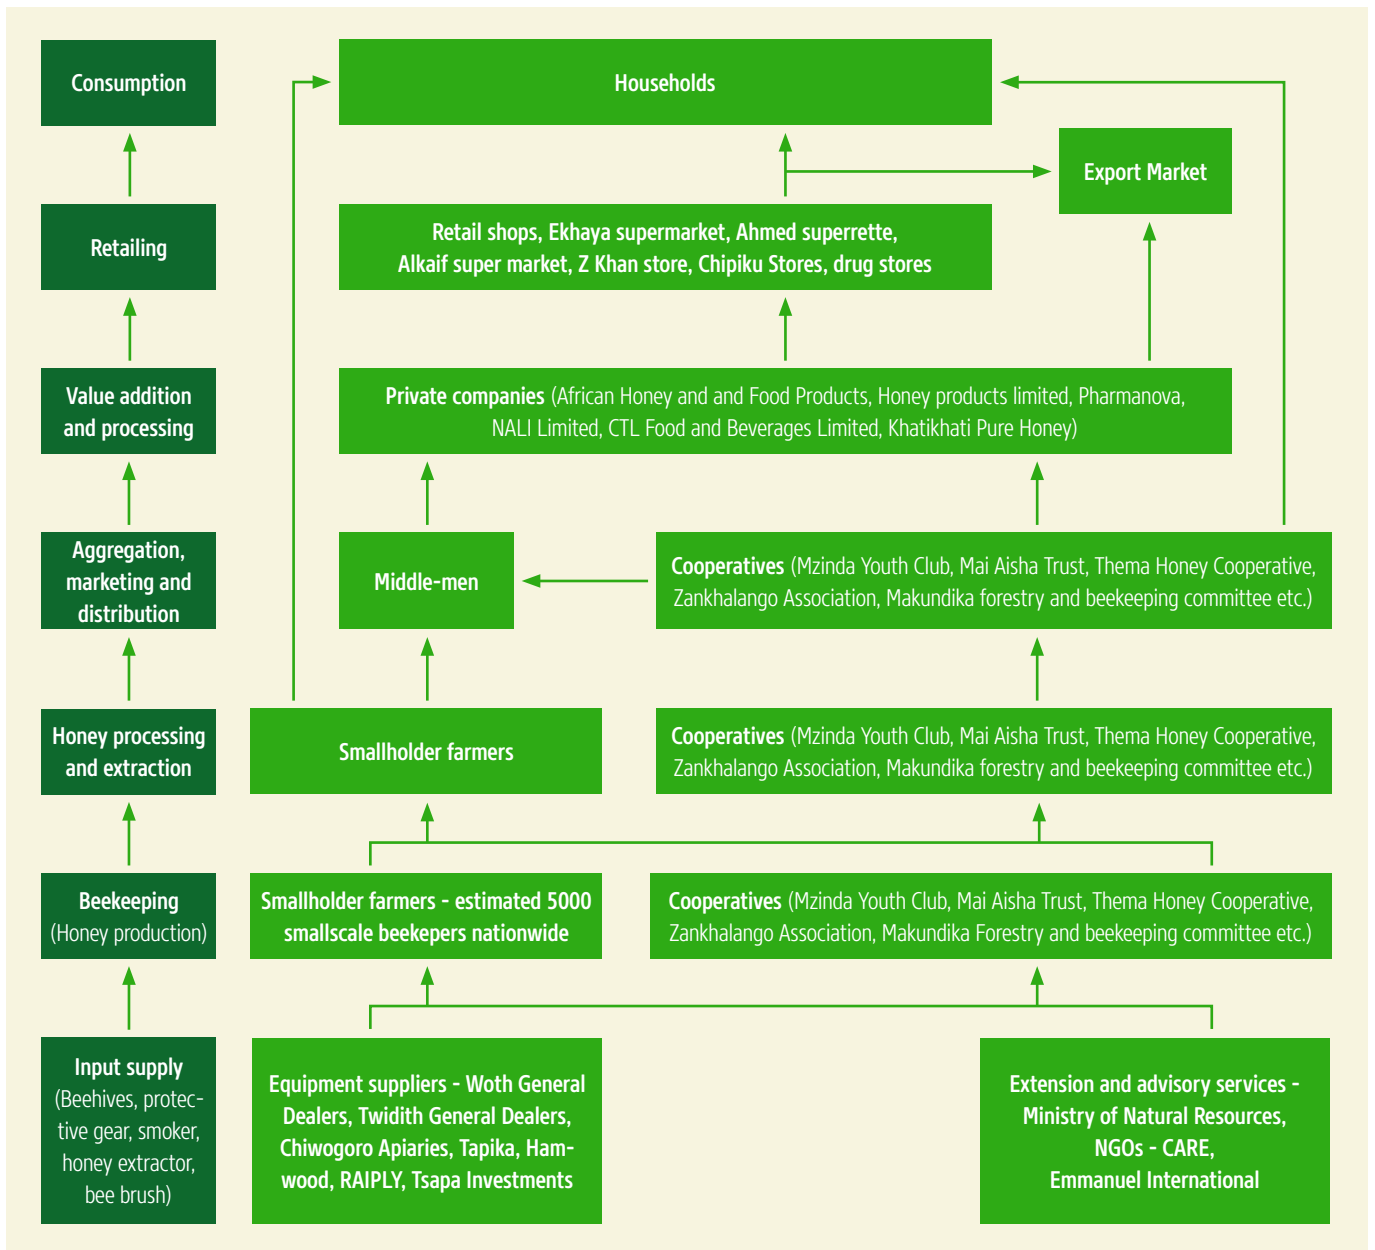 Consumption
Households
Export Market
Retailing
Retail shops, Ekhaya supermarket, Ahmed superrette,
Alkaif super market, Z Khan store, Chipiku Stores, drug stores
Value addition
and processing
Private companies (African Honey and and Food Products, Honey products limited, Pharmanova,
NALI Limited, CTL Food and Beverages Limited, Khatikhati Pure Honey)
Aggregation,
marketing and
distribution
Middle-men
Cooperatives (Mzinda Youth Club, Mai Aisha Trust, Thema Honey Cooperative,
Zankhalango Association, Makundika forestry and beekeeping committee etc.)
Honey processing
and extraction
Smallholder farmers
Cooperatives (Mzinda Youth Club, Mai Aisha Trust, Thema Honey Cooperative,
Zankhalango Association, Makundika forestry and beekeeping committee etc.)
Beekeeping
(Honey production)
Smallholder farmers - estimated 5000
smallscale beekepers nationwide
Cooperatives (Mzinda Youth Club, Mai Aisha Trust, Thema Honey Cooperative,
Zankhalango Association, Makundika Forestry and beekeeping committee etc.)
Input supply
(Beehives, protec-
tive gear, smoker,
honey extractor,
bee brush)
Equipment suppliers - Woth General
Dealers, Twidith General Dealers,
Chiwogoro Apiaries, Tapika, Ham-
wood, RAIPLY, Tsapa Investments
Extension and advisory services -
Ministry of Natural Resources,
NGOs - CARE,
Emmanuel International